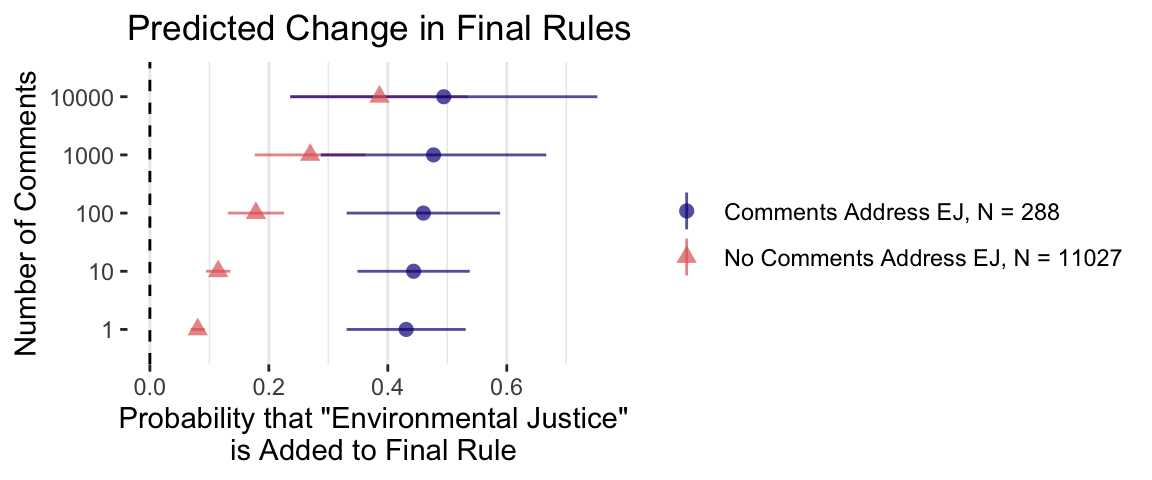 Predicted Change in Final Rules
Number of Comments
10000
1000
100
10
1
0.0 0.2 0.4 0.6
Probability that "Environmental Justice"
is Added to Final Rule
Comments Address EJ, N = 288
No Comments Address EJ, N = 11027